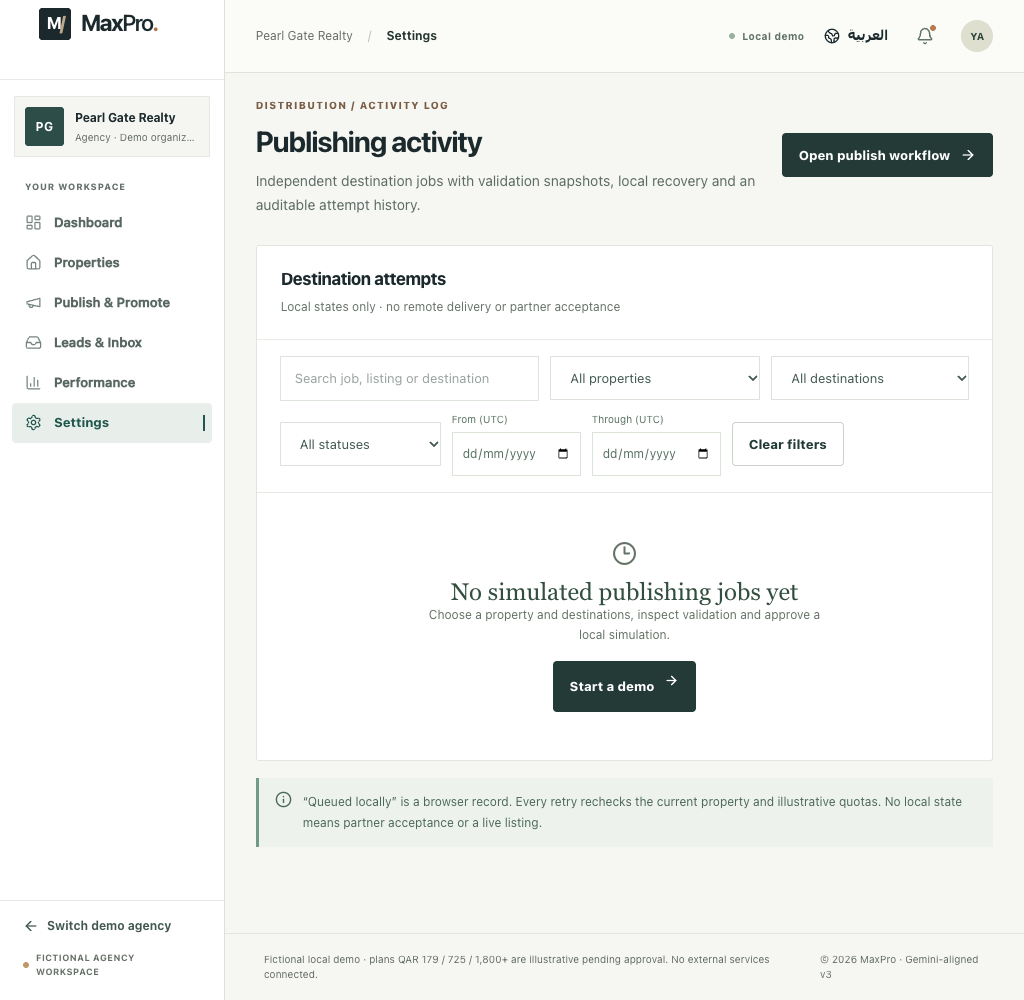 M/ MaxPro.
Pearl Gate Realty / Settings
Local demo
العربية
YA
PG
Pearl Gate Realty
Agency · Demo organiz...
YOUR WORKSPACE
Dashboard
Properties
Publish & Promote
Leads & Inbox
Performance
Settings
Switch demo agency
FICTIONAL AGENCY
WORKSPACE
DISTRIBUTION / ACTIVITY LOG
Publishing activity
Independent destination jobs with validation snapshots, local recovery and an
auditable attempt history.
Open publish workflow
Destination attempts
Local states only · no remote delivery or partner acceptance
Search job, listing or destination
All properties
All destinations
All statuses
From (UTC)
dd/mm/yyyy
Through (UTC)
dd/mm/yyyy
Clear filters
No simulated publishing jobs yet
Choose a property and destinations, inspect validation and approve a
local simulation.
Start a demo
“Queued locally” is a browser record. Every retry rechecks the current property and illustrative quotas. No local state
means partner acceptance or a live listing.
Fictional local demo · plans QAR 179 / 725 / 1,800+ are illustrative pending approval. No external services
connected.
© 2026 MaxPro · Gemini-aligned
v3